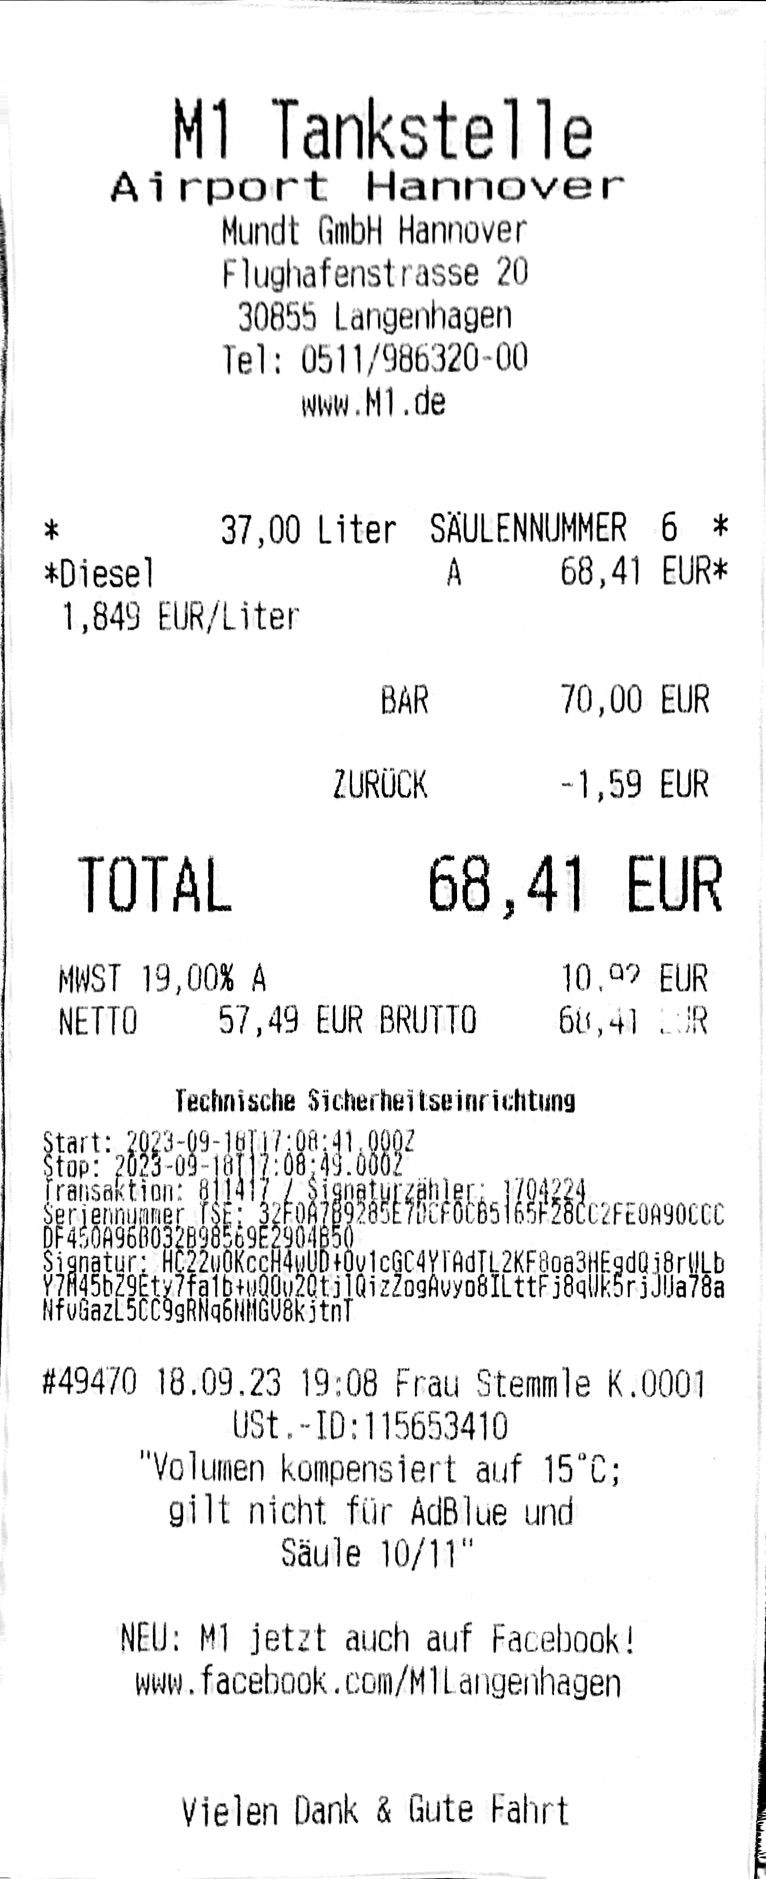 M1 Tankstelle
Airport Hannover
Mundt GmbH Hannover
Flughafenstrasse 20
30855 Langenhagen
Tel: 0511/986320-00
www.M1.de
* 37,00 Liter SÄULENNUMMER 6 *
*Diesel A 68,41 EUR*
1,849 EUR/Liter
BAR 70,00 EUR
ZURÜCK -1,59 EUR
TOTAL 68,41 EUR
MWST 19,00% A 10,92 EUR
NETTO 57,49 EUR BRUTTO 68,41 EUR
Technische Sicherheitseinrichtung
Start: 2023-09-18T17:08:41.000Z
Stop: 2023-09-18T17:08:49.000Z
Transaktion: 811417 / Signaturzähler: 1704224
Seriennummer TSE:
Signatur:
#49470 18.09.23 19:08 Frau Stemmle K.0001
USt.-ID:115653410
"Volumen kompensiert auf 15°C;
gilt nicht für AdBlue und
Säule 10/11"
NEU: M1 jetzt auch auf Facebook!
www.facebook.com/M1Langenhagen
Vielen Dank & Gute Fahrt